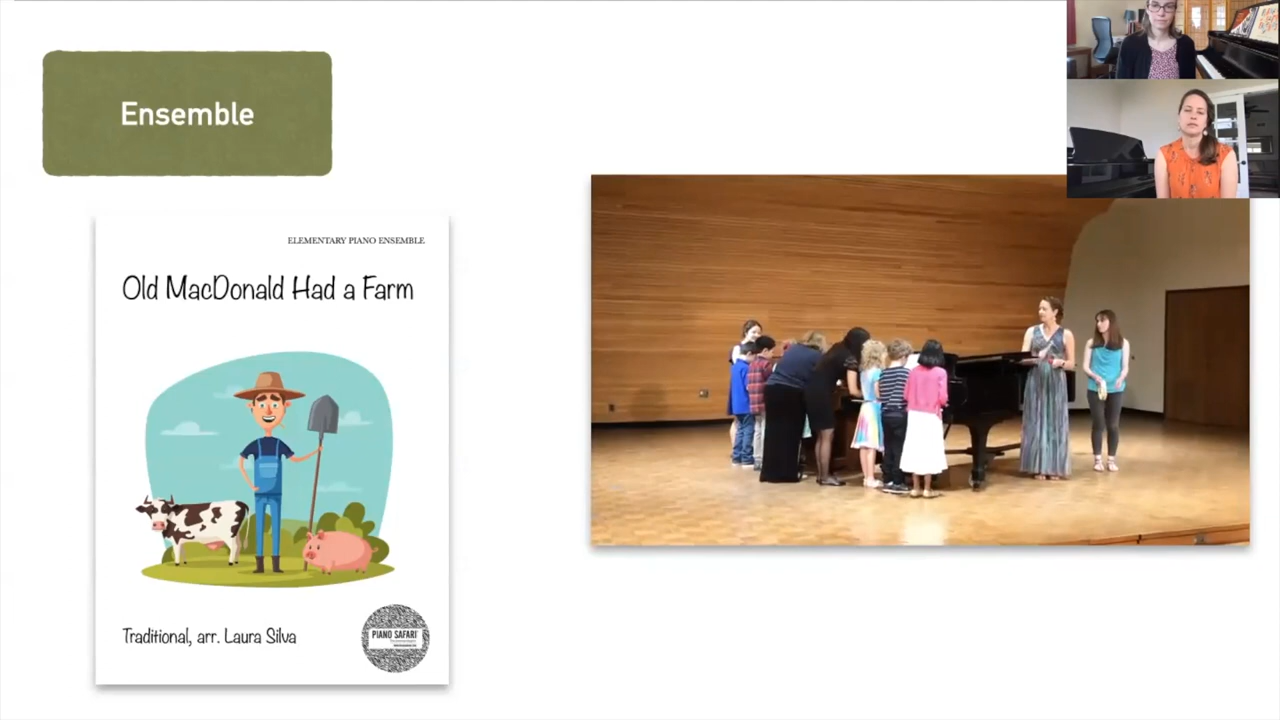 Ensemble
ELEMENTARY PIANO ENSEMBLE
Old MacDonald Had a Farm
Traditional, arr. Laura Silva
PIANO SAFARI